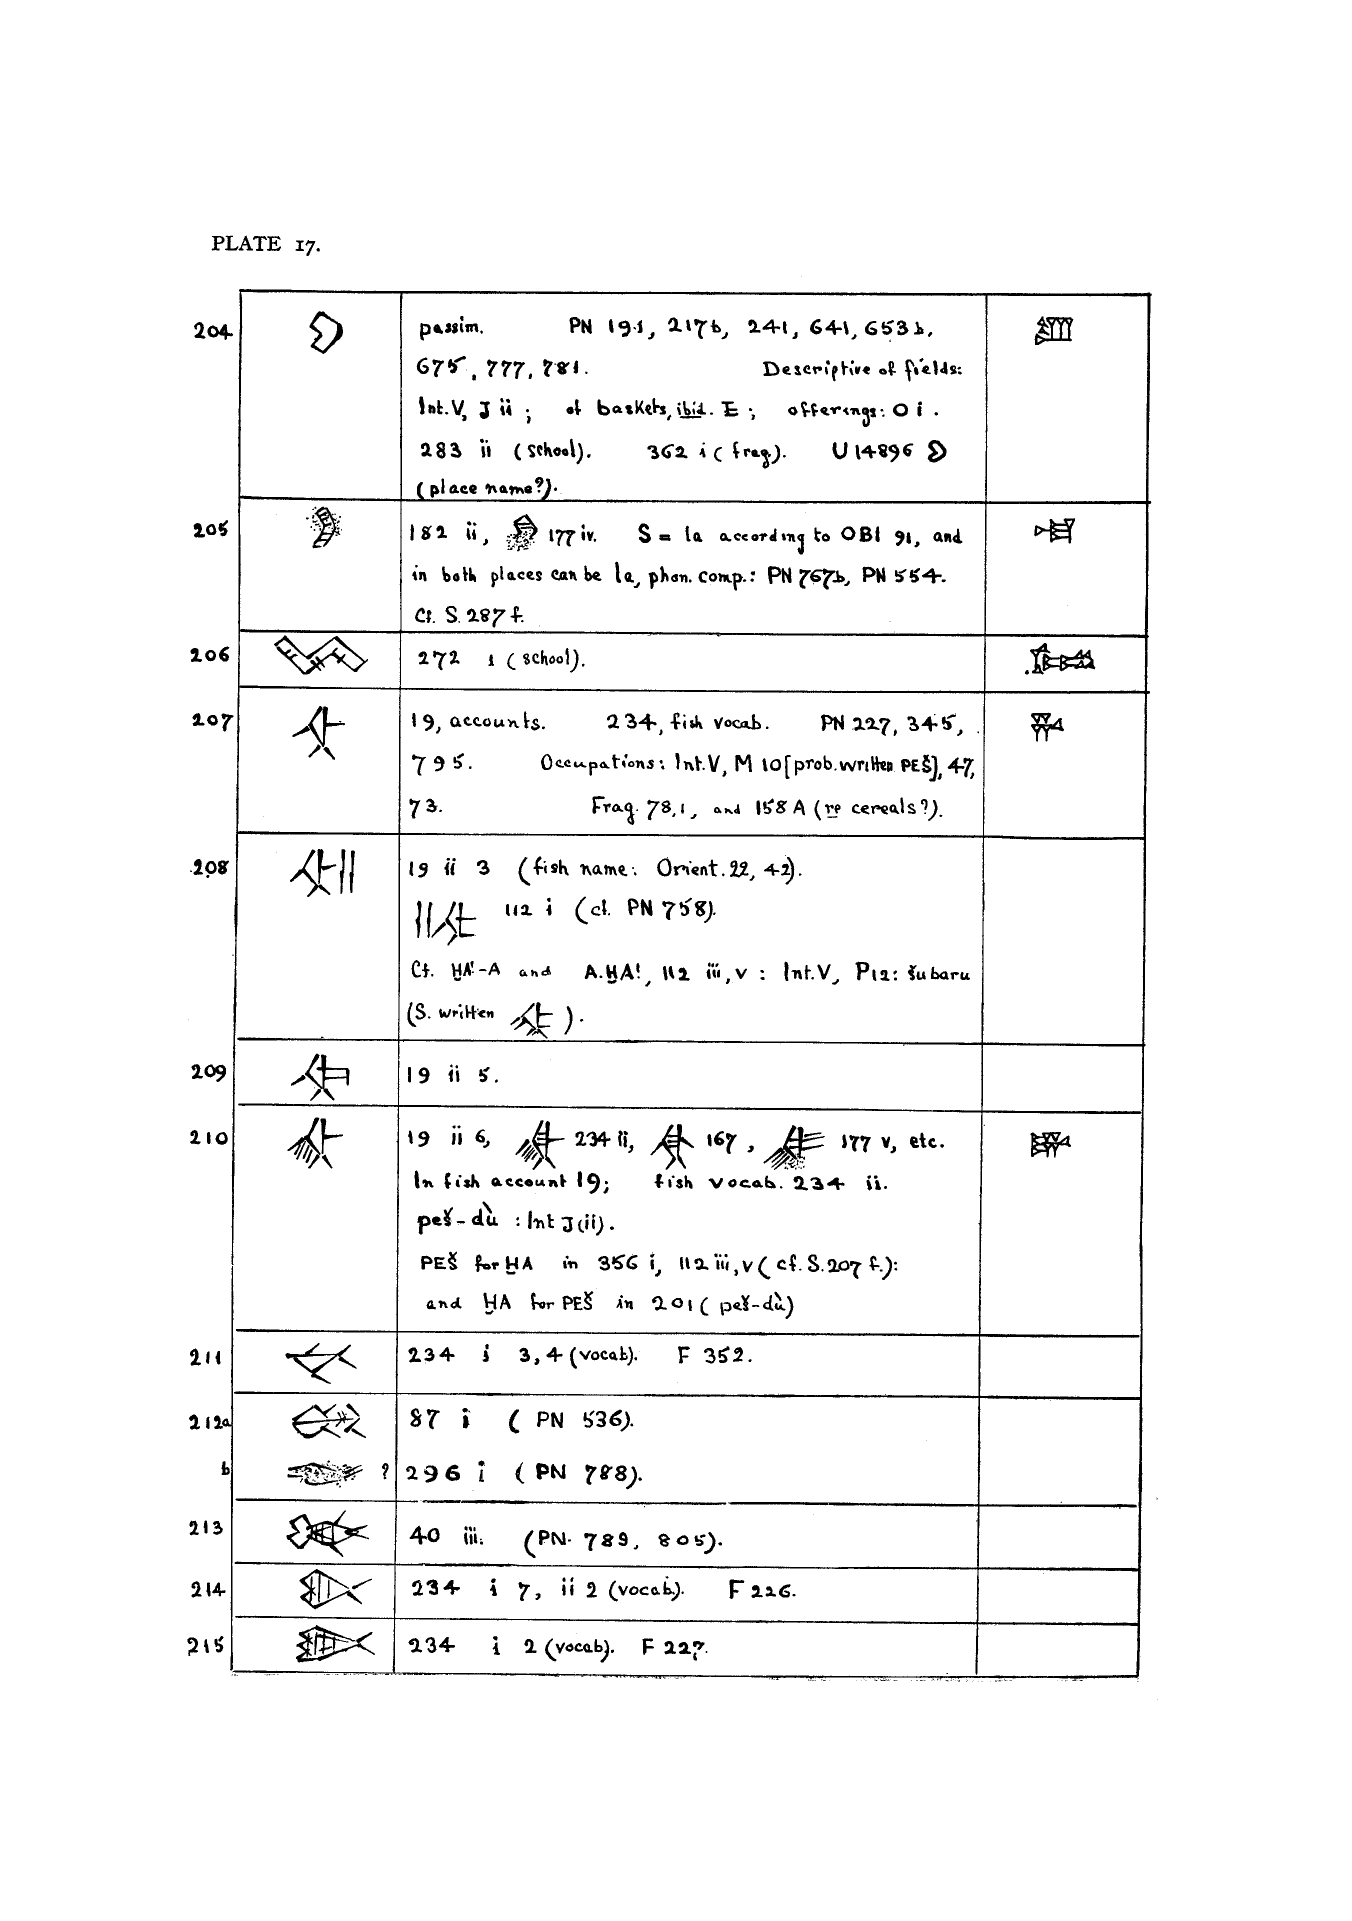 PLATE 17.
204 passim. PN 191, 217b, 241, 641, 653b,
675, 777, 781. Descriptive of fields:
Int.V, J ii ; of baskets, ibid. E ; offerings: O i.
283 ii (school). 362 i (frag). U 14896
(place name?).
205 182 ii, 177 iv. S = la according to OBI 91, and
in both places can be la, phon. comp.: PN 767b, PN 554.
Cf. S. 287 f.
206 272 i (school).
207 19, accounts. 234, fish vocab. PN 227, 345,
795. Occupations: Int.V, M 10 [prob. written PEŠ], 47,
73. Frag. 78,1, and 158 A (re cereals?).
208 19 ii 3 (fish name: Orient. 22, 42).
112 i (cf. PN 758).
Cf. ḪA!-A and A.ḪA!, 112 iii, v : Int.V, P12: šubaru
(S. written ).
209 19 ii 5.
210 19 ii 6, 234 ii, 167, 177 v, etc.
In fish account 19; fish vocab. 234 ii.
peš-dù : Int J(ii).
PEŠ for ḪA in 356 i, 112 iii, v (cf. S. 207 f.):
and ḪA for PEŠ in 201 (peš-dù)
211 234 i 3,4 (vocab). F 352.
212a 87 i (PN 536).
b ? 296 i (PN 788).
213 40 iii. (PN. 789, 805).
214 234 i 7, ii 2 (vocab). F 226.
215 234 i 2 (vocab). F 227.